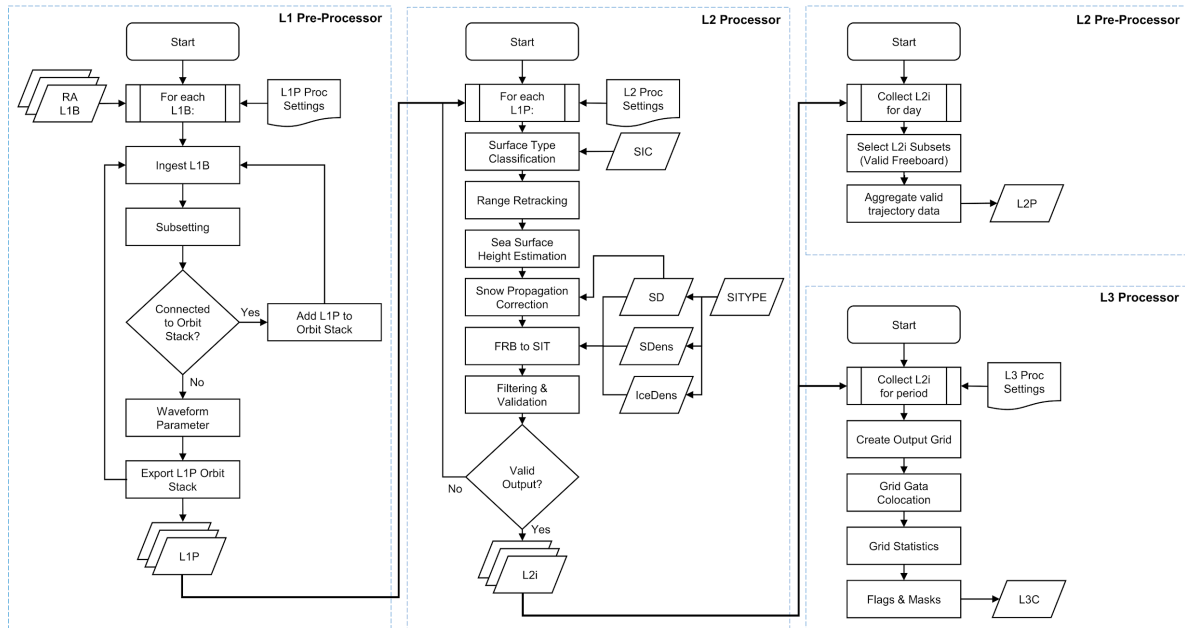 L1 Pre-Processor
Start
RA
L1B
For each
L1B:
L1P Proc
Settings
Ingest L1B
Subsetting
Connected
to Orbit
Stack?
Yes
Add L1P to
Orbit Stack
No
Waveform
Parameter
Export L1P Orbit
Stack
L1P
L2 Processor
Start
For each
L1P:
L2 Proc
Settings
Surface Type
Classification
SIC
Range Retracking
Sea Surface
Height Estimation
Snow Propagation
Correction
SD
SITYPE
FRB to SIT
SDens
Filtering &
Validation
IceDens
Valid
Output?
No
Yes
L2i
L2 Pre-Processor
Start
Collect L2i
for day
Select L2i Subsets
(Valid Freeboard)
Aggregate valid
trajectory data
L2P
L3 Processor
Start
Collect L2i
for period
L3 Proc
Settings
Create Output Grid
Grid Gata
Colocation
Grid Statistics
Flags & Masks
L3C